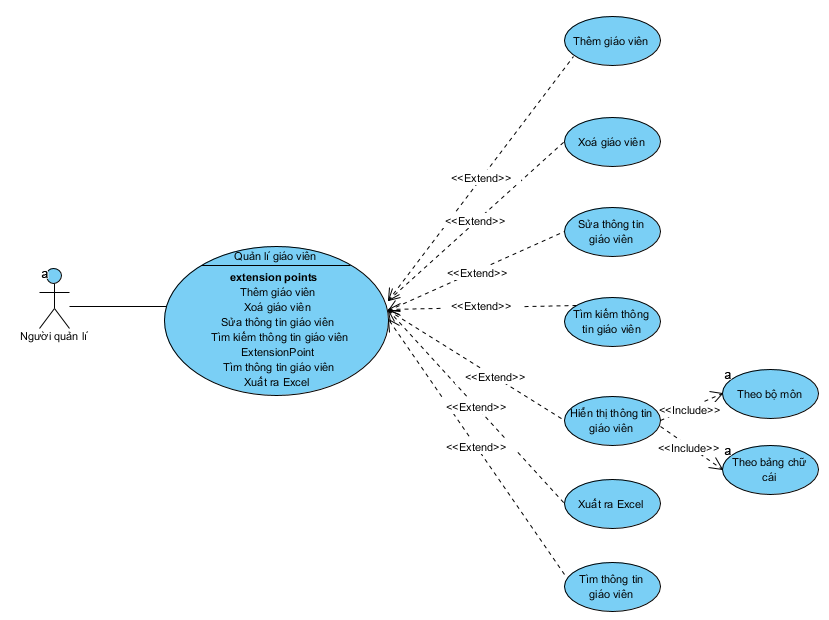 Thêm giáo viên
Xoá giáo viên
<<Extend>>
<<Extend>>
Sửa thông tin
giáo viên
Quản lí giáo viên
<<Extend>>
a
extension points
Thêm giáo viên
Xoá giáo viên
<<Extend>>
Tìm kiếm thông
tin giáo viên
Sửa thông tin giáo viên
Người quản lí
Tìm kiếm thông tin giáo viên
ExtensionPoint
Tìm thông tin giáo viên
Xuất ra Excel
<<Extend>>
a
Theo bộ môn
<<Extend>>
Hiển thị thông tin
giáo viên
<<Include>>
<<Extend>>
<<Include>>
a
Theo bảng chữ
cái
Xuất ra Excel
Tìm thông tin
giáo viên